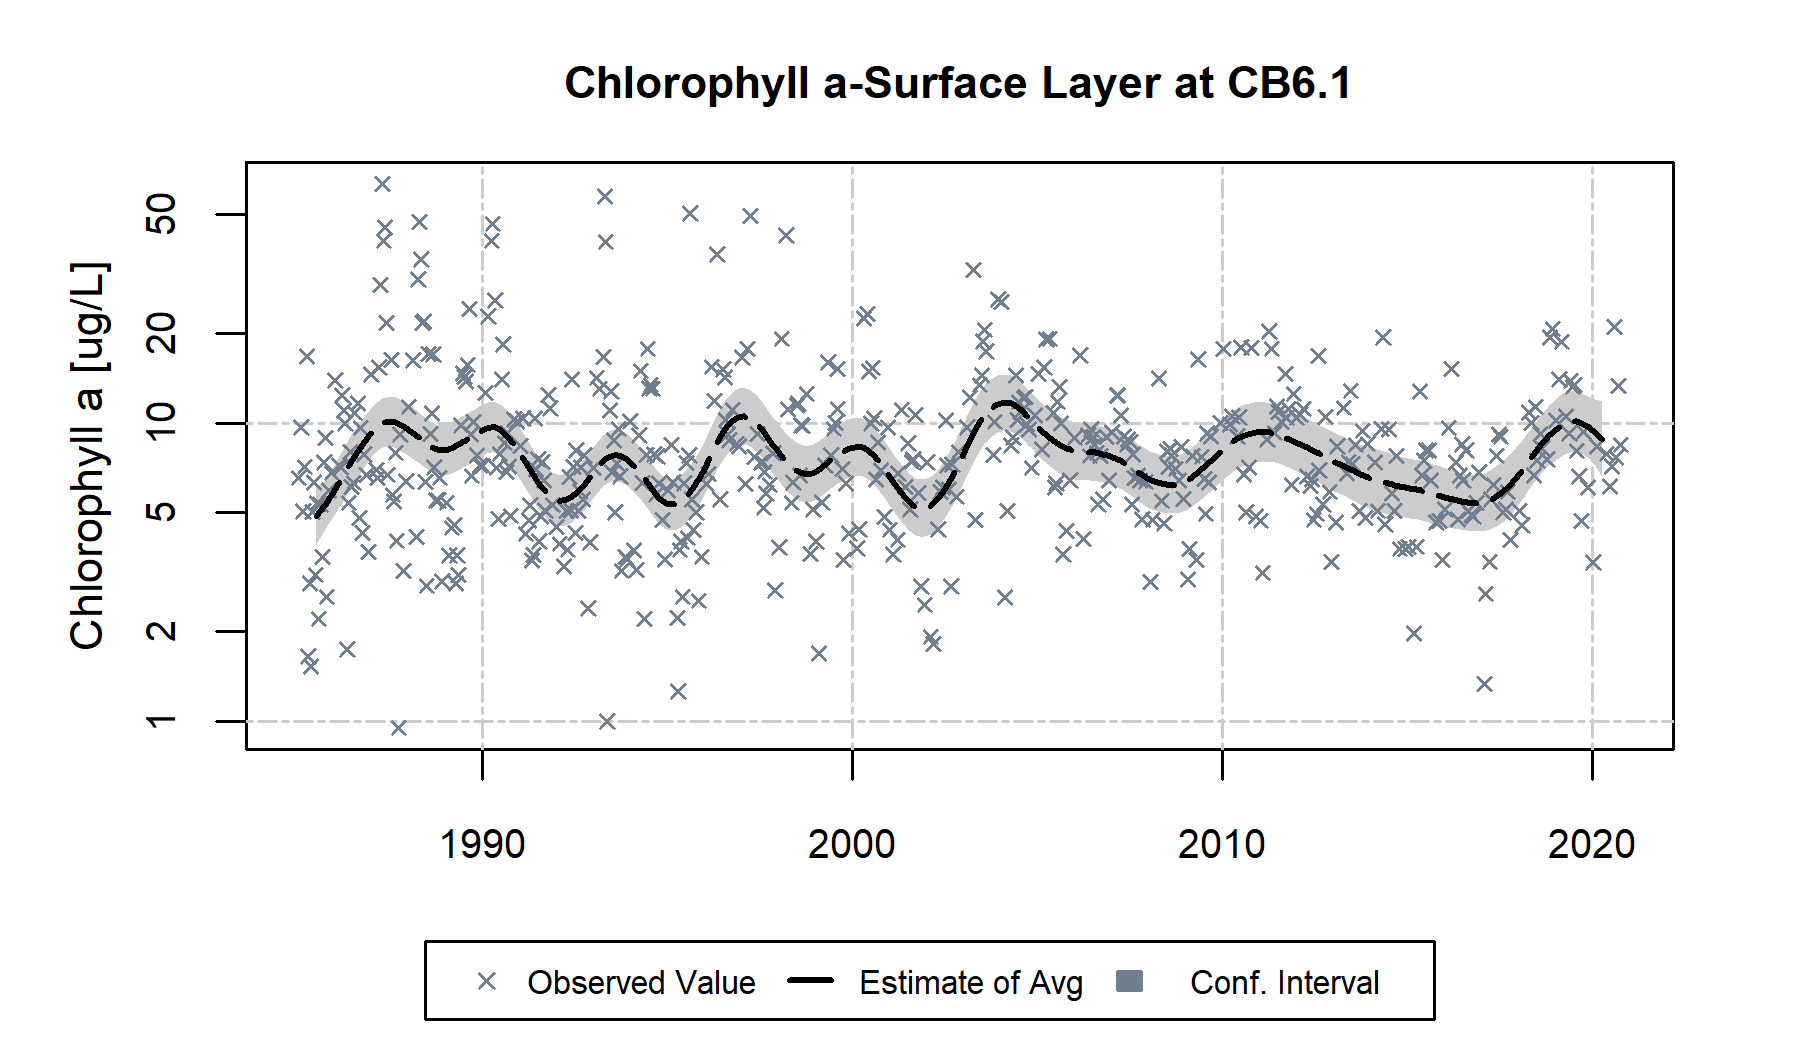 Chlorophyll a-Surface Layer at CB6.1
Chlorophyll a [ug/L]
50
20
10
5
2
1
1990 2000 2010 2020
Observed Value Estimate of Avg Conf. Interval